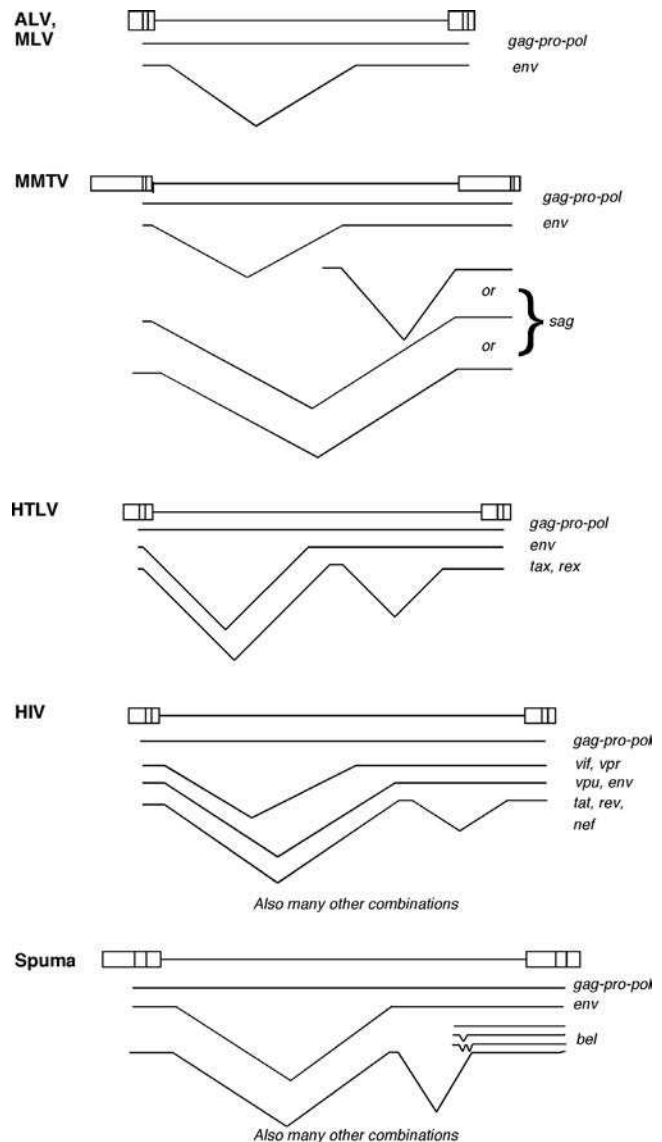 ALV,
MLV
gag-pro-pol
env
MMTV
gag-pro-pol
env
or
sag
or
HTLV
gag-pro-pol
env
tax, rex
HIV
gag-pro-pol
vif, vpr
vpu, env
tat, rev,
nef
Also many other combinations
Spuma
gag-pro-pol
env
bel
Also many other combinations